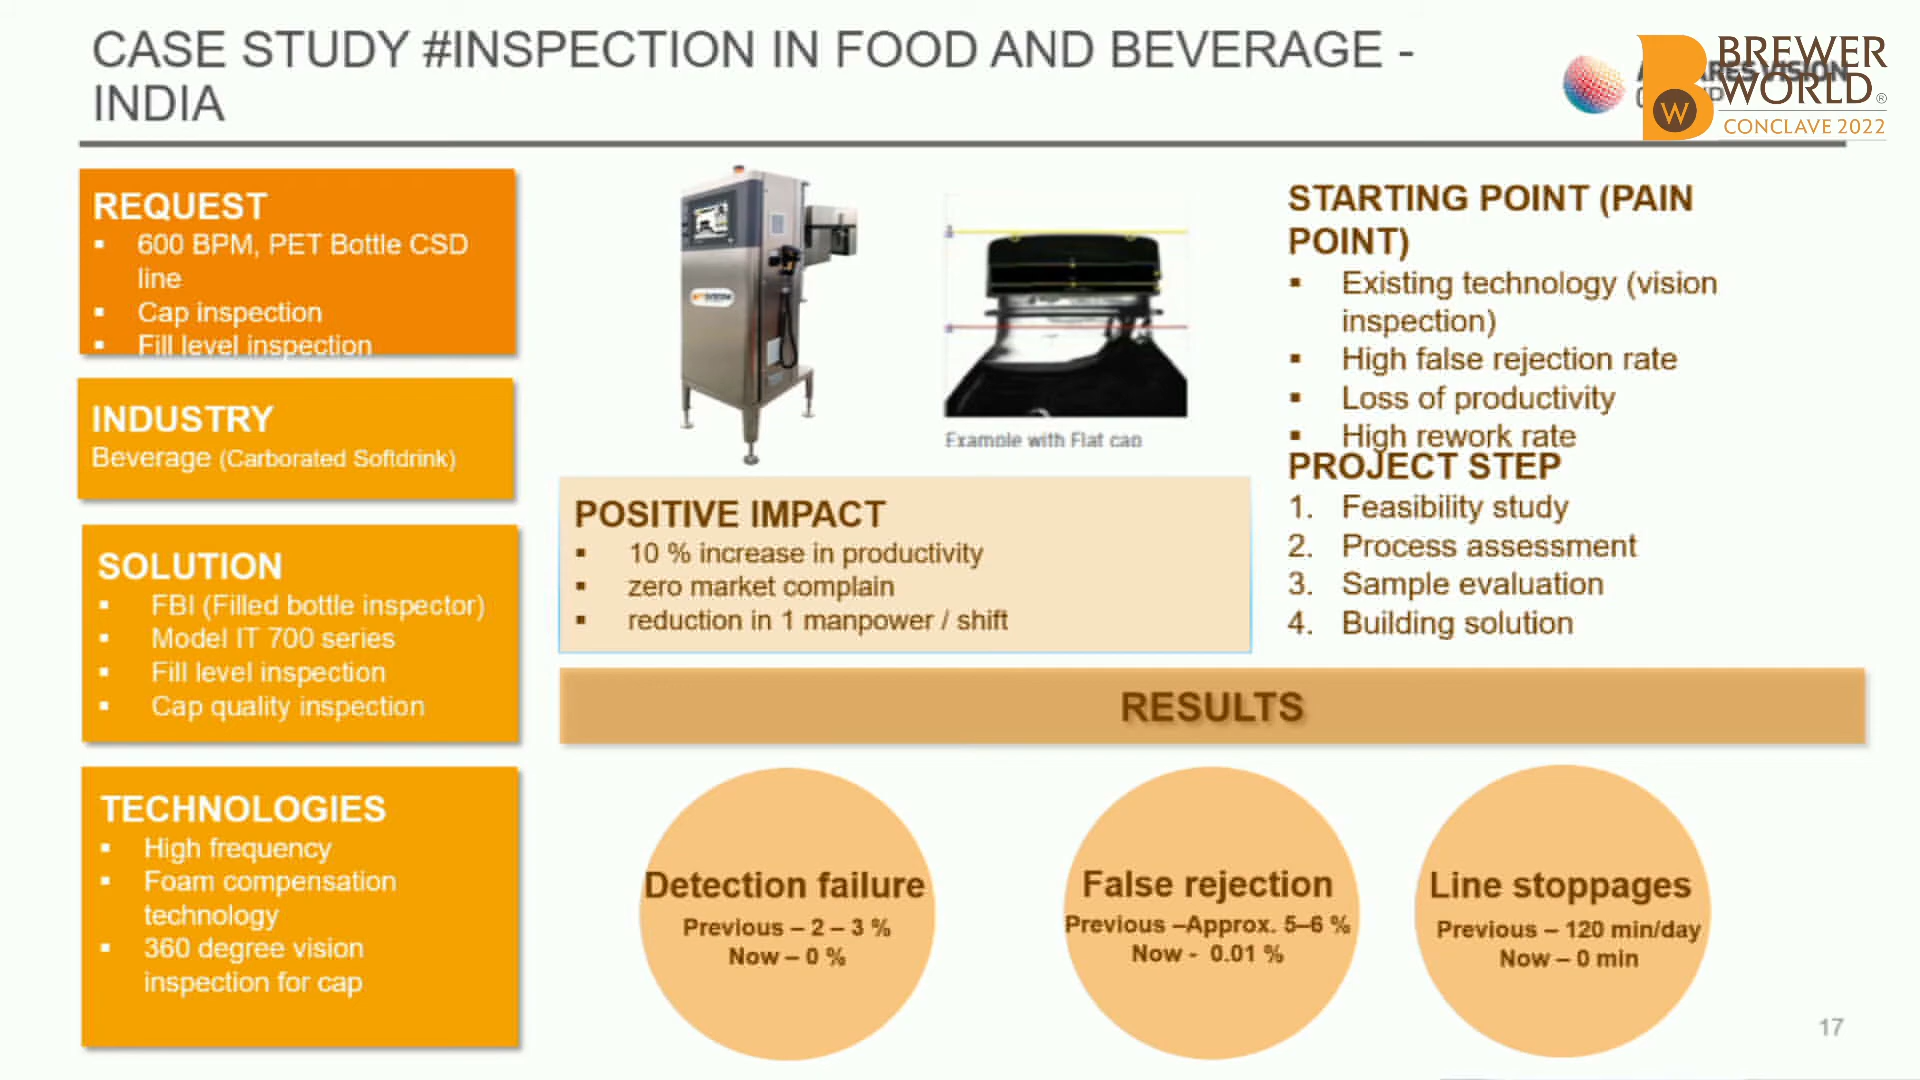 CASE STUDY #INSPECTION IN FOOD AND BEVERAGE -
INDIA
BREWER
WORLD®
W
CONCLAVE 2022
REQUEST
▪ 600 BPM, PET Bottle CSD
line
▪ Cap inspection
▪ Fill level inspection
INDUSTRY
Beverage (Carborated Softdrink)
SOLUTION
▪ FBI (Filled bottle inspector)
▪ Model IT 700 series
▪ Fill level inspection
▪ Cap quality inspection
TECHNOLOGIES
▪ High frequency
▪ Foam compensation
technology
▪ 360 degree vision
inspection for cap
Example with Flat cap
POSITIVE IMPACT
▪ 10 % increase in productivity
▪ zero market complain
▪ reduction in 1 manpower / shift
STARTING POINT (PAIN
POINT)
▪ Existing technology (vision
inspection)
▪ High false rejection rate
▪ Loss of productivity
▪ High rework rate
PROJECT STEP
1. Feasibility study
2. Process assessment
3. Sample evaluation
4. Building solution
RESULTS
Detection failure
Previous – 2 – 3 %
Now – 0 %
False rejection
Previous –Approx. 5–6 %
Now - 0.01 %
Line stoppages
Previous – 120 min/day
Now – 0 min
17